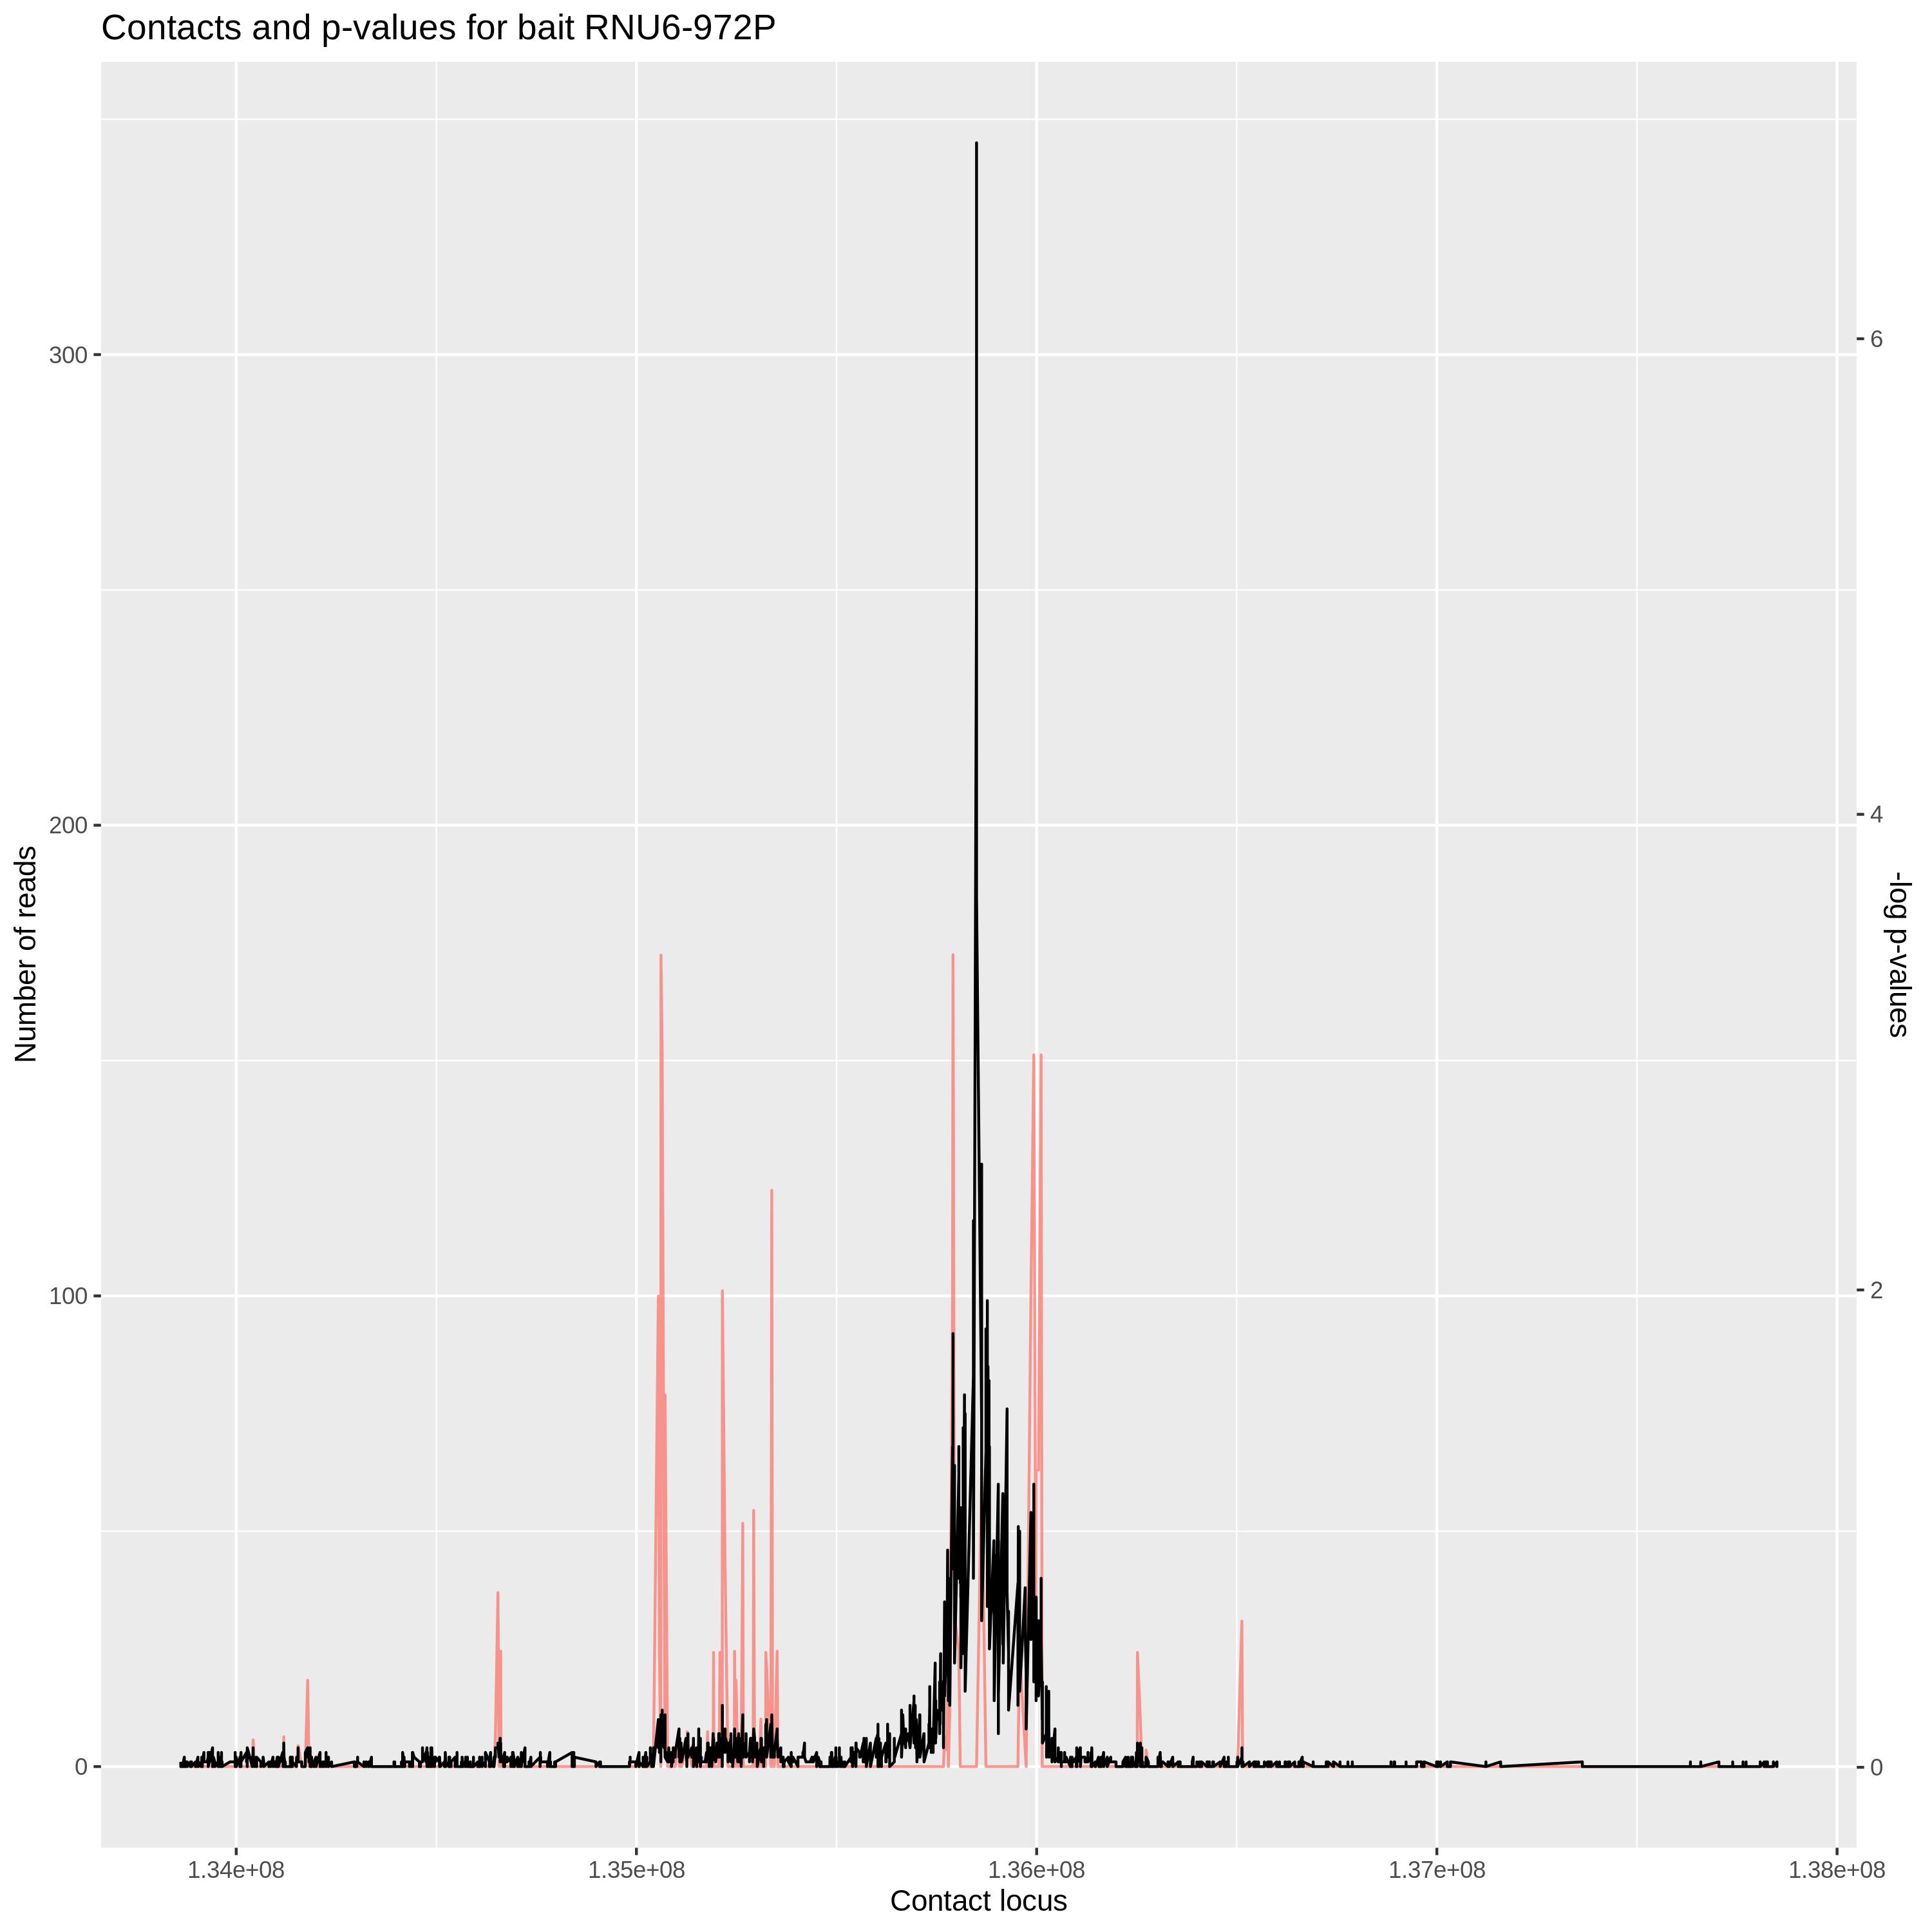 Contacts and p-values for bait RNU6-972P
300
200
100
0
Number of reads
6
4
2
0
-log p-values
1.34e+08
1.35e+08
1.36e+08
1.37e+08
1.38e+08
Contact locus